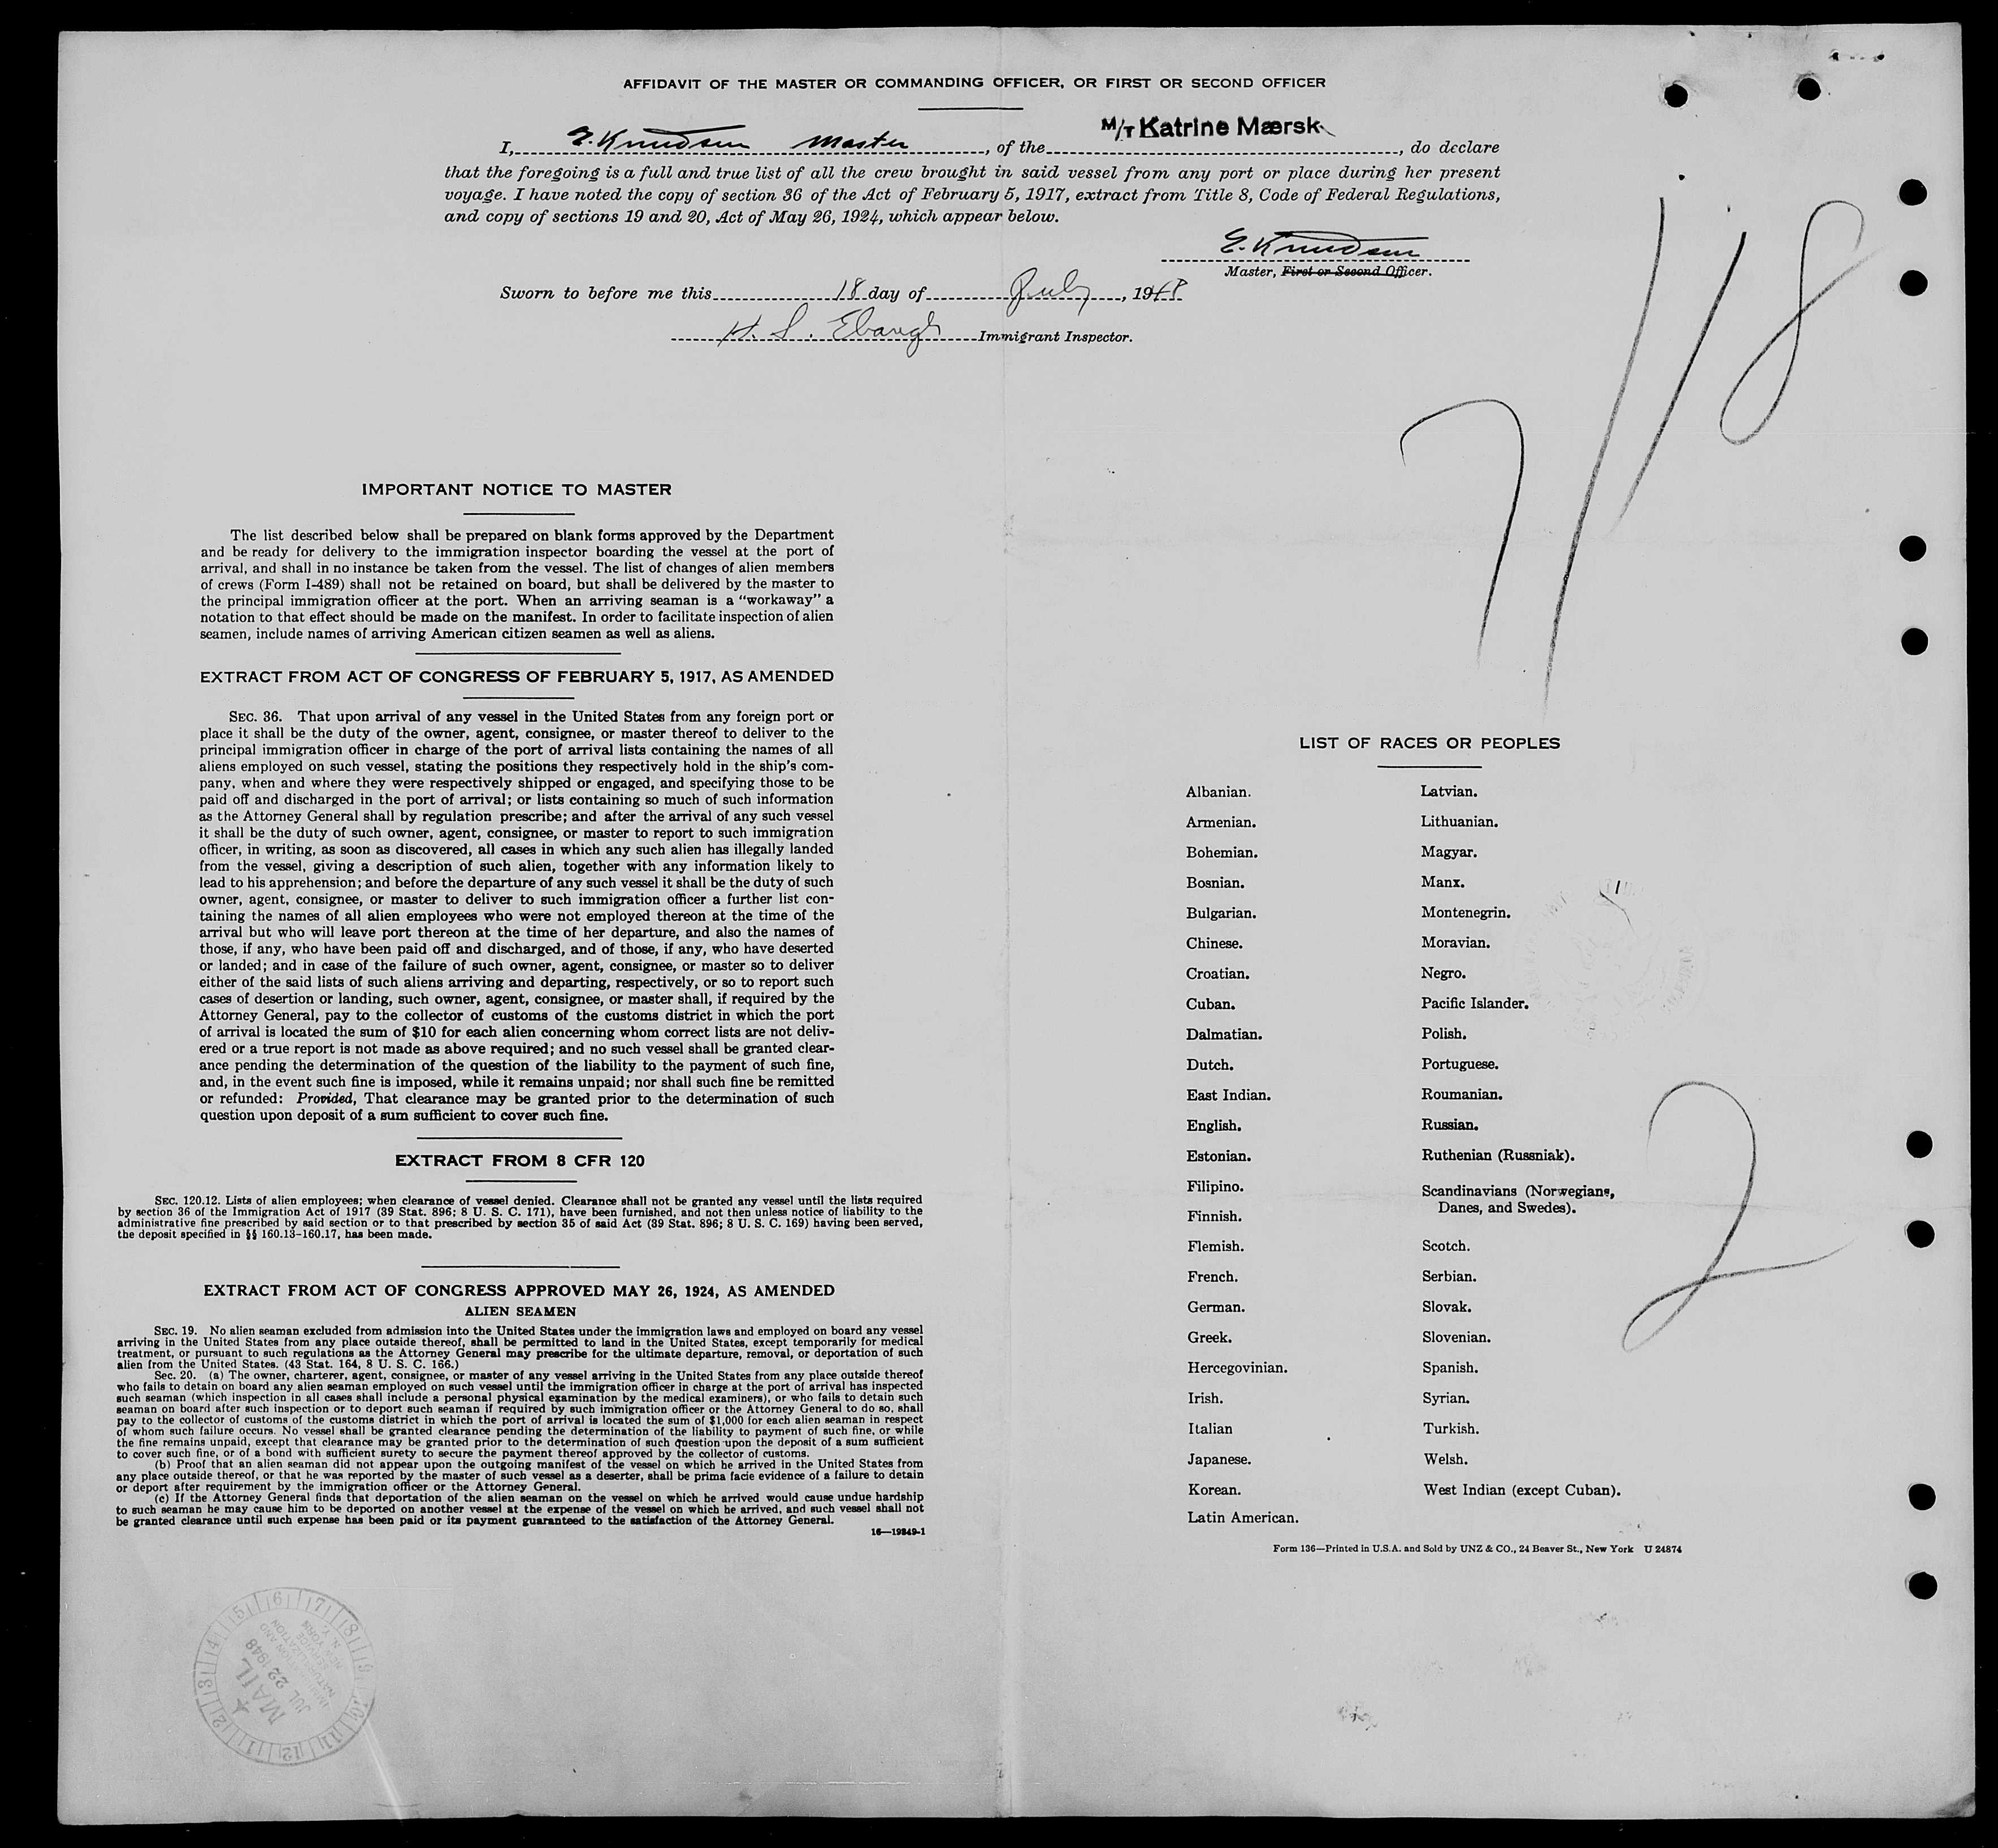 AFFIDAVIT OF THE MASTER OR COMMANDING OFFICER, OR FIRST OR SECOND OFFICER
I, E. Knudsen Master, of the M/T Katrine Mærsk, do declare
that the foregoing is a full and true list of all the crew brought in said vessel from any port or place during her present
voyage. I have noted the copy of section 36 of the Act of February 5, 1917, extract from Title 8, Code of Federal Regulations,
and copy of sections 19 and 20, Act of May 26, 1924, which appear below.
E. Knudsen
Master, First or Second Officer.
Sworn to before me this 18 day of July, 1948
H. S. Ebaugh Immigrant Inspector.
7/18
IMPORTANT NOTICE TO MASTER
The list described below shall be prepared on blank forms approved by the Department
and be ready for delivery to the immigration inspector boarding the vessel at the port of
arrival, and shall in no instance be taken from the vessel. The list of changes of alien members
of crews (Form I-489) shall not be retained on board, but shall be delivered by the master to
the principal immigration officer at the port. When an arriving seaman is a "workaway" a
notation to that effect should be made on the manifest. In order to facilitate inspection of alien
seamen, include names of arriving American citizen seamen as well as aliens.
EXTRACT FROM ACT OF CONGRESS OF FEBRUARY 5, 1917, AS AMENDED
SEC. 36. That upon arrival of any vessel in the United States from any foreign port or
place it shall be the duty of the owner, agent, consignee, or master thereof to deliver to the
principal immigration officer in charge of the port of arrival lists containing the names of all
aliens employed on such vessel, stating the positions they respectively hold in the ship's com-
pany, when and where they were respectively shipped or engaged, and specifying those to be
paid off and discharged in the port of arrival; or lists containing so much of such information
as the Attorney General shall by regulation prescribe; and after the arrival of any such vessel
it shall be the duty of such owner, agent, consignee, or master to report to such immigration
officer, in writing, as soon as discovered, all cases in which any such alien has illegally landed
from the vessel, giving a description of such alien, together with any information likely to
lead to his apprehension; and before the departure of any such vessel it shall be the duty of such
owner, agent, consignee, or master to deliver to such immigration officer a further list con-
taining the names of all alien employees who were not employed thereon at the time of the
arrival but who will leave port thereon at the time of her departure, and also the names of
those, if any, who have been paid off and discharged, and of those, if any, who have deserted
or landed; and in case of the failure of such owner, agent, consignee, or master so to deliver
either of the said lists of such aliens arriving and departing, respectively, or so to report such
cases of desertion or landing, such owner, agent, consignee, or master shall, if required by the
Attorney General, pay to the collector of customs of the customs district in which the port
of arrival is located the sum of $10 for each alien concerning whom correct lists are not deliv-
ered or a true report is not made as above required; and no such vessel shall be granted clear-
ance pending the determination of the question of the liability to the payment of such fine,
and, in the event such fine is imposed, while it remains unpaid; nor shall such fine be remitted
or refunded: Provided, That clearance may be granted prior to the determination of such
question upon deposit of a sum sufficient to cover such fine.
EXTRACT FROM 8 CFR 120
SEC. 120.12. Lists of alien employees; when clearance of vessel denied. Clearance shall not be granted any vessel until the lists required
by section 36 of the Immigration Act of 1917 (39 Stat. 896; 8 U. S. C. 171), have been furnished, and not then unless notice of liability to the
administrative fine prescribed by said section or to that prescribed by section 35 of said Act (39 Stat. 896; 8 U. S. C. 169) having been served,
the deposit specified in §§ 160.13-160.17, has been made.
EXTRACT FROM ACT OF CONGRESS APPROVED MAY 26, 1924, AS AMENDED
ALIEN SEAMEN
SEC. 19. No alien seaman excluded from admission into the United States under the immigration laws and employed on board any vessel
arriving in the United States from any place outside thereof, shall be permitted to land in the United States, except temporarily for medical
treatment, or pursuant to such regulations as the Attorney General may prescribe for the ultimate departure, removal, or deportation of such
alien from the United States. (43 Stat. 164, 8 U. S. C. 166.)
Sec. 20. (a) The owner, charterer, agent, consignee, or master of any vessel arriving in the United States from any place outside thereof
who fails to detain on board any alien seaman employed on such vessel until the immigration officer in charge at the port of arrival has inspected
such seaman (which inspection in all cases shall include a personal physical examination by the medical examiners), or who fails to detain such
seaman on board after such inspection or to deport such seaman if required by such immigration officer or the Attorney General to do so, shall
pay to the collector of customs of the customs district in which the port of arrival is located the sum of $1,000 for each alien seaman in respect
of whom such failure occurs. No vessel shall be granted clearance pending the determination of the liability to payment of such fine, or while
the fine remains unpaid, except that clearance may be granted prior to the determination of such question upon the deposit of a sum sufficient
to cover such fine, or of a bond with sufficient surety to secure the payment thereof approved by the collector of customs.
(b) Proof that an alien seaman did not appear upon the outgoing manifest of the vessel on which he arrived in the United States from
any place outside thereof, or that he was reported by the master of such vessel as a deserter, shall be prima facie evidence of a failure to detain
or deport after requirement by the immigration officer or the Attorney General.
(c) If the Attorney General finds that deportation of the alien seaman on the vessel on which he arrived would cause undue hardship
to such seaman he may cause him to be deported on another vessel at the expense of the vessel on which he arrived, and such vessel shall not
be granted clearance until such expense has been paid or its payment guaranteed to the satisfaction of the Attorney General.
16—19849-1
MAIL
JUL 22 1948
LIST OF RACES OR PEOPLES
Albanian.
Armenian.
Bohemian.
Bosnian.
Bulgarian.
Chinese.
Croatian.
Cuban.
Dalmatian.
Dutch.
East Indian.
English.
Estonian.
Filipino.
Finnish.
Flemish.
French.
German.
Greek.
Hercegovinian.
Irish.
Italian
Japanese.
Korean.
Latin American.
Latvian.
Lithuanian.
Magyar.
Manx.
Montenegrin.
Moravian.
Negro.
Pacific Islander.
Polish.
Portuguese.
Roumanian.
Russian.
Ruthenian (Russniak).
Scandinavians (Norwegians,
Danes, and Swedes).
Scotch.
Serbian.
Slovak.
Slovenian.
Spanish.
Syrian.
Turkish.
Welsh.
West Indian (except Cuban).
2
Form 136—Printed in U.S.A. and Sold by UNZ & CO., 24 Beaver St., New York U 24874